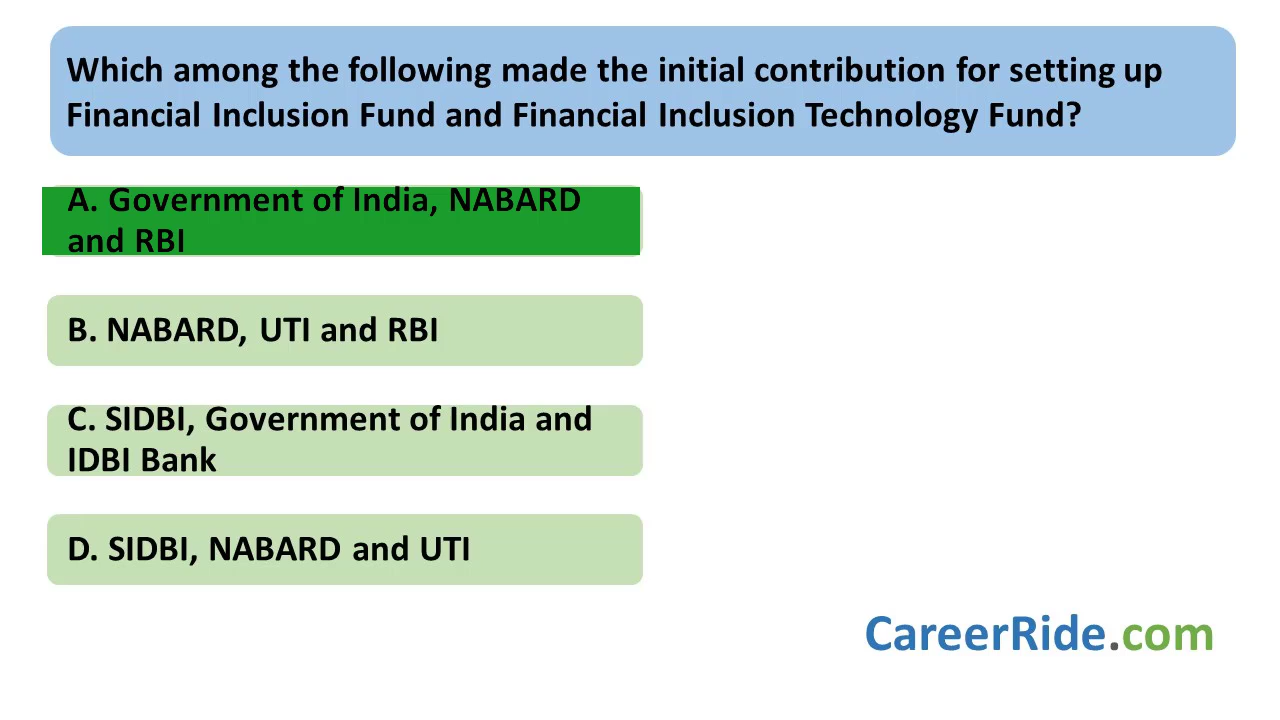 Which among the following made the initial contribution for setting up
Financial Inclusion Fund and Financial Inclusion Technology Fund?
A. Government of India, NABARD
and RBI
B. NABARD, UTI and RBI
C. SIDBI, Government of India and
IDBI Bank
D. SIDBI, NABARD and UTI
CareerRide.com